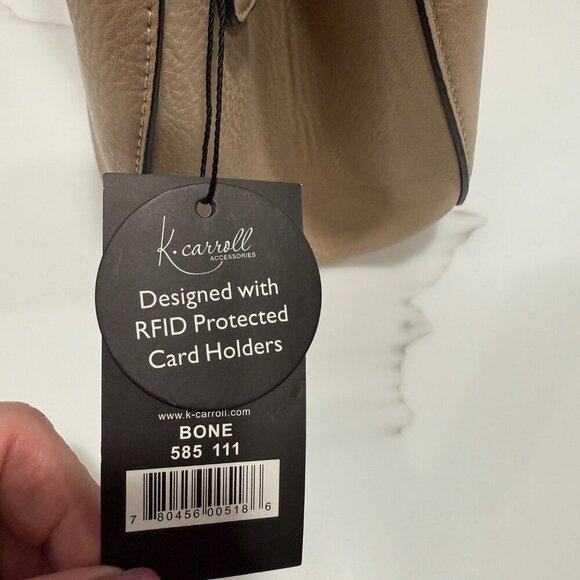 K. carroll
ACCESSORIES
Designed with
RFID Protected
Card Holders
www.k-carroll.com
BONE
585 111
7 80456 00518 6